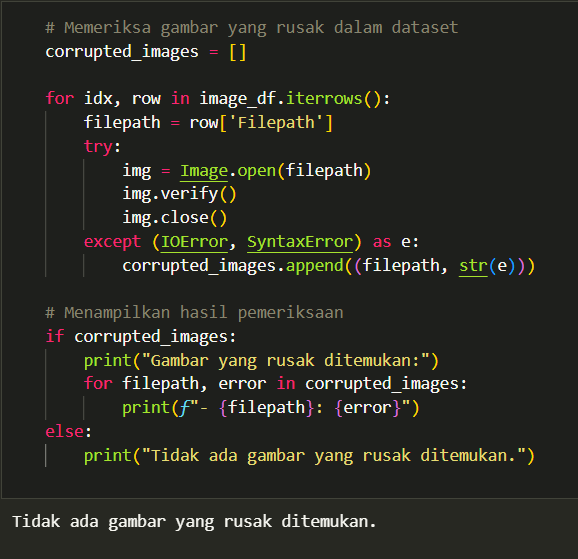 # Memeriksa gambar yang rusak dalam dataset
corrupted_images = []
for idx, row in image_df.iterrows():
filepath = row['Filepath']
try:
img = Image.open(filepath)
img.verify()
img.close()
except (IOError, SyntaxError) as e:
corrupted_images.append((filepath, str(e)))
# Menampilkan hasil pemeriksaan
if corrupted_images:
print("Gambar yang rusak ditemukan:")
for filepath, error in corrupted_images:
print(f"- {filepath}: {error}")
else:
print("Tidak ada gambar yang rusak ditemukan.")
Tidak ada gambar yang rusak ditemukan.